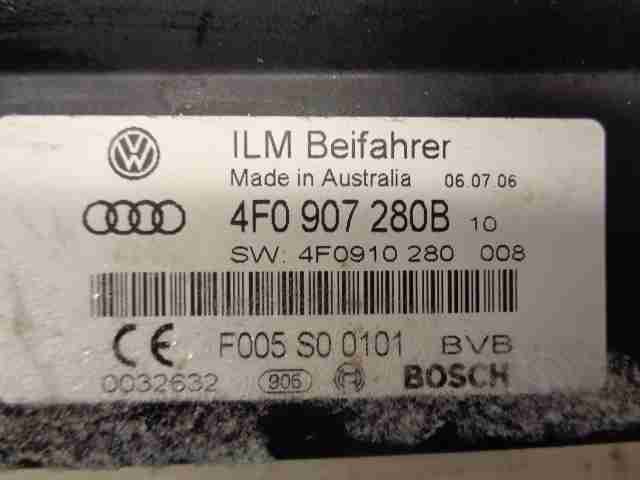 ILM Beifahrer
Made in Australia 06.07.06
4F0 907 280B 10
SW: 4F0910 280 008
CE F005 S0 0101 BVB
0032632 906 BOSCH